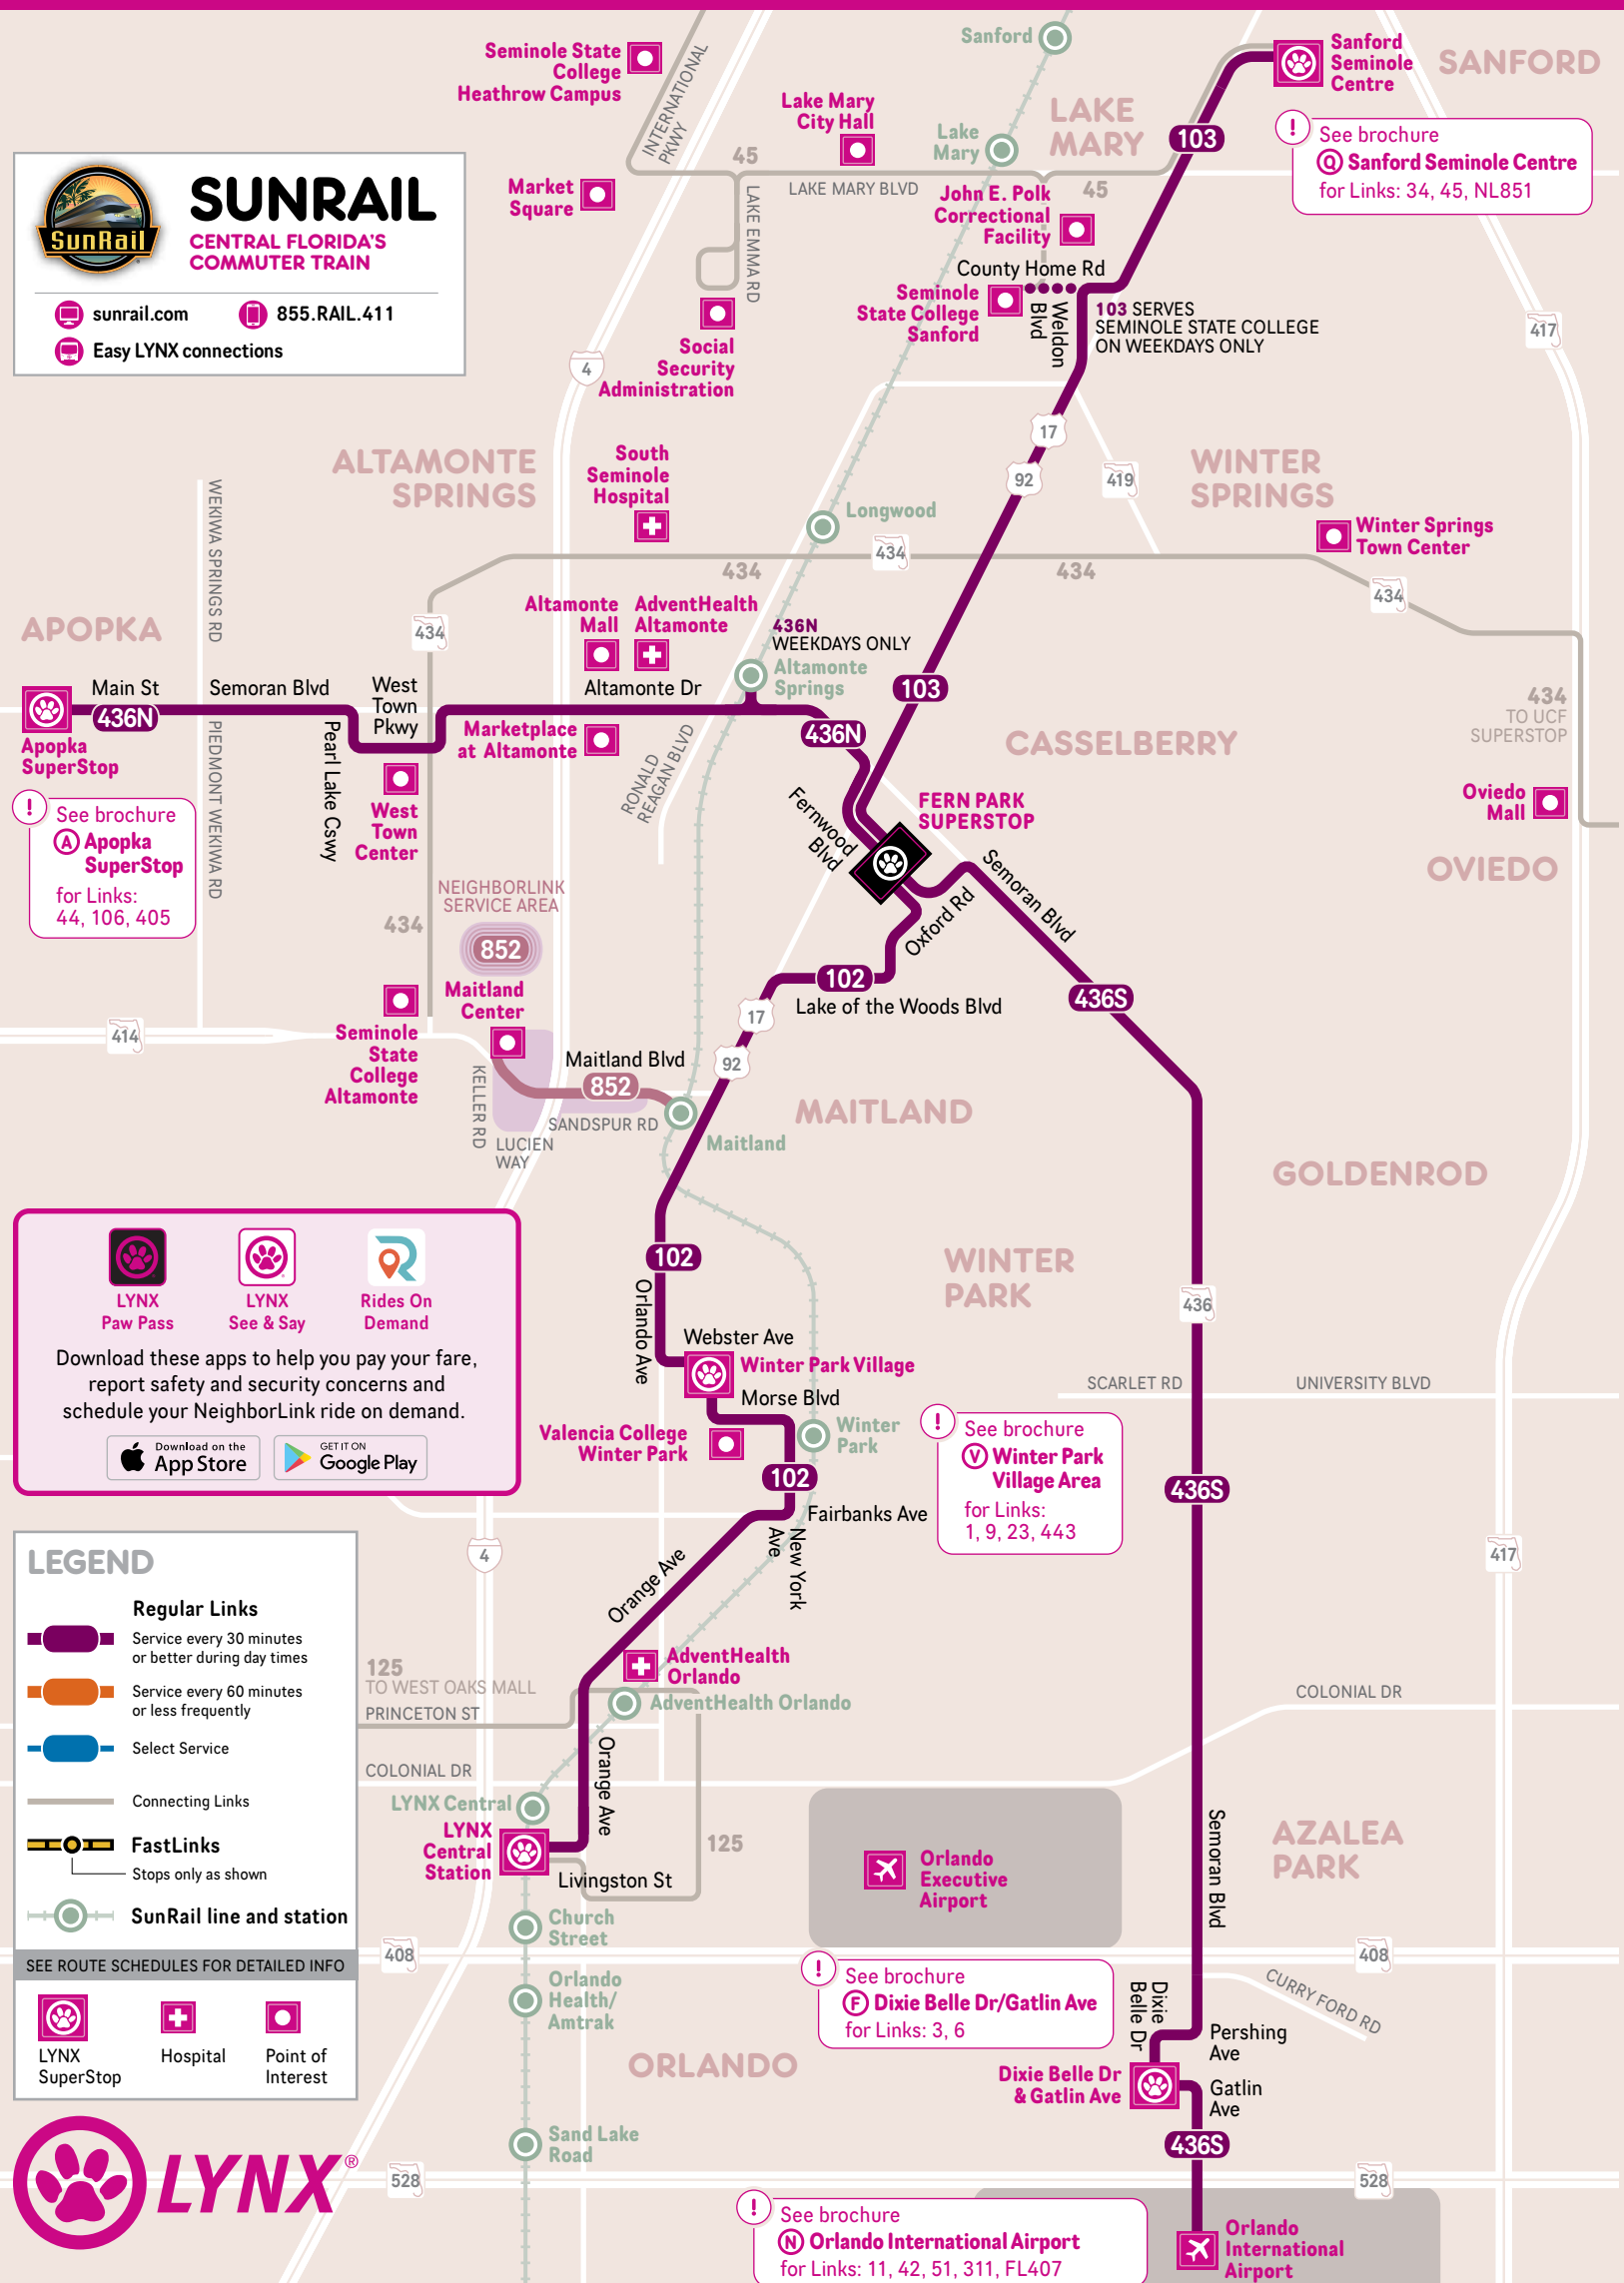 Sanford
Seminole State
College
Heathrow Campus
INTERNATIONAL
PKWY
Lake Mary
City Hall
LAKE
MARY
Lake
Mary
103
Sanford
Seminole
Centre
SANFORD
!
See brochure
Q Sanford Seminole Centre
for Links: 34, 45, NL851
SunRail
SUNRAIL
CENTRAL FLORIDA'S
COMMUTER TRAIN
sunrail.com
855.RAIL.411
Easy LYNX connections
45
LAKE MARY BLVD
45
Market
Square
LAKE EMMA RD
John E. Polk
Correctional
Facility
County Home Rd
Seminole
State College
Sanford
Weldon
Blvd
103 SERVES
SEMINOLE STATE COLLEGE
ON WEEKDAYS ONLY
417
Social
Security
Administration
4
17
92
419
ALTAMONTE
SPRINGS
South
Seminole
Hospital
Longwood
WINTER
SPRINGS
Winter Springs
Town Center
WEKIWA SPRINGS RD
434
434
434
434
434
APOPKA
Altamonte
Mall
AdventHealth
Altamonte
436N
WEEKDAYS ONLY
Altamonte
Springs
103
Main St
436N
Semoran Blvd
West
Town
Pkwy
Altamonte Dr
436N
Apopka
SuperStop
Pearl Lake Cswy
PIEDMONT WEKIWA RD
Marketplace
at Altamonte
RONALD
REAGAN BLVD
CASSELBERRY
434
TO UCF
SUPERSTOP
West
Town
Center
!
See brochure
A Apopka
SuperStop
for Links:
44, 106, 405
Fernwood
Blvd
FERN PARK
SUPERSTOP
Oviedo
Mall
OVIEDO
Semoran Blvd
Oxford Rd
NEIGHBORLINK
SERVICE AREA
852
434
102
Lake of the Woods Blvd
436S
Maitland
Center
17
92
414
Seminole
State
College
Altamonte
Maitland Blvd
852
KELLER RD
SANDSPUR RD
LUCIEN
WAY
Maitland
MAITLAND
GOLDENROD
LYNX
Paw Pass
LYNX
See & Say
Rides On
Demand
Download these apps to help you pay your fare,
report safety and security concerns and
schedule your NeighborLink ride on demand.
Download on the
App Store
GET IT ON
Google Play
102
Orlando Ave
WINTER
PARK
436
Webster Ave
Winter Park Village
Morse Blvd
Valencia College
Winter Park
Winter
Park
102
SCARLET RD
UNIVERSITY BLVD
!
See brochure
V Winter Park
Village Area
for Links:
1, 9, 23, 443
436S
Fairbanks Ave
New York
Ave
4
417
Orange Ave
LEGEND
Regular Links
Service every 30 minutes
or better during day times
Service every 60 minutes
or less frequently
Select Service
Connecting Links
FastLinks
Stops only as shown
SunRail line and station
SEE ROUTE SCHEDULES FOR DETAILED INFO
LYNX
SuperStop
Hospital
Point of
Interest
AdventHealth
Orlando
125
TO WEST OAKS MALL
PRINCETON ST
AdventHealth Orlando
COLONIAL DR
COLONIAL DR
Orange Ave
LYNX Central
LYNX
Central
Station
Livingston St
125
Orlando
Executive
Airport
Semoran Blvd
AZALEA
PARK
Church
Street
408
408
Orlando
Health/
Amtrak
!
See brochure
F Dixie Belle Dr/Gatlin Ave
for Links: 3, 6
Dixie
Belle Dr
CURRY FORD RD
Pershing
Ave
ORLANDO
Dixie Belle Dr
& Gatlin Ave
Gatlin
Ave
436S
Sand Lake
Road
LYNX®
528
528
!
See brochure
N Orlando International Airport
for Links: 11, 42, 51, 311, FL407
Orlando
International
Airport